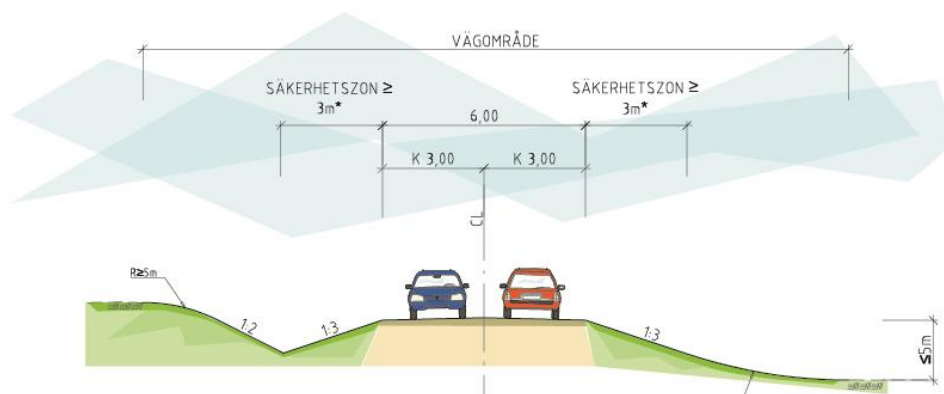 VÄGOMRÅDE
SÄKERHETSZON ≥
3m*
SÄKERHETSZON ≥
3m*
6,00
K 3,00
K 3,00
CL
R≥5m
1:2
1:3
1:3
≤5m